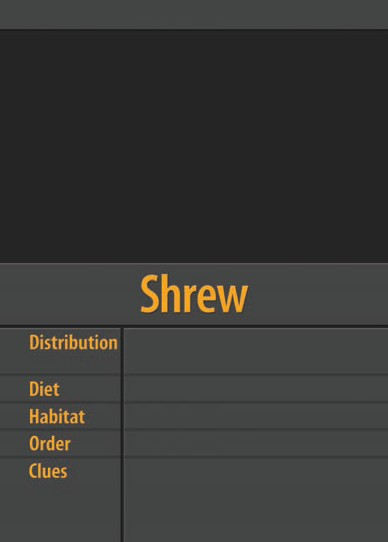 Shrew
Distribution
Diet
Habitat
Order
Clues